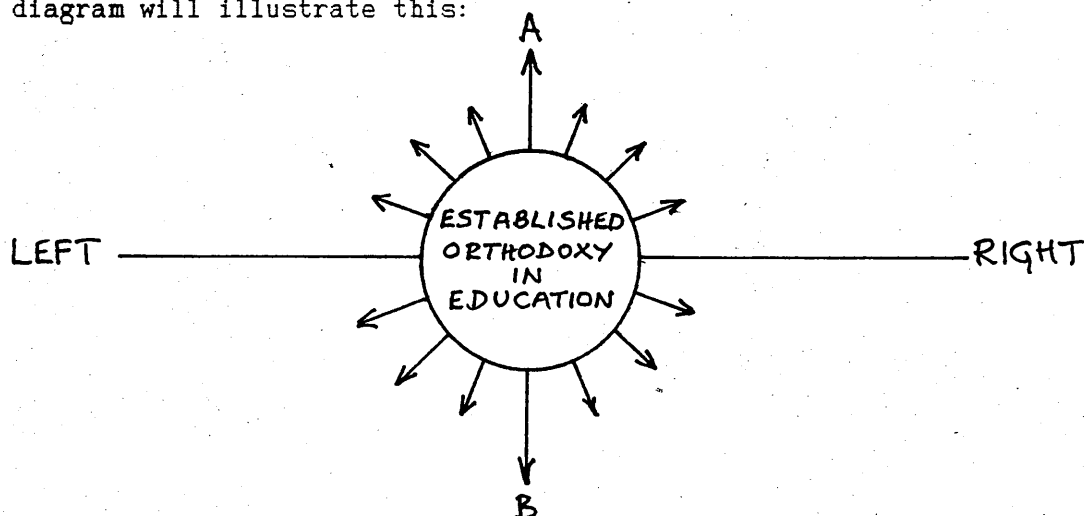 diagram will illustrate this:
A
ESTABLISHED
LEFT ORTHODOXY RIGHT
IN
EDUCATION
B